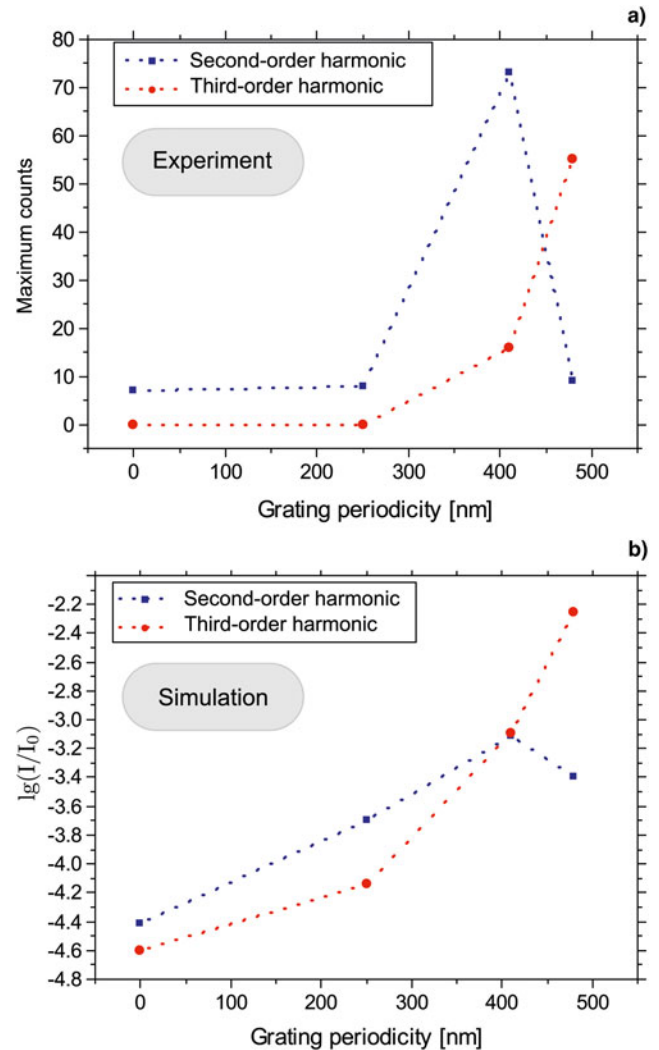 a)
80
70
60
50
40
30
20
10
0
Maximum counts
Second-order harmonic
Third-order harmonic
Experiment
0 100 200 300 400 500
Grating periodicity [nm]
b)
-2.2
-2.4
-2.6
-2.8
-3.0
-3.2
-3.4
-3.6
-3.8
-4.0
-4.2
-4.4
-4.6
-4.8
lg(I/I₀)
Second-order harmonic
Third-order harmonic
Simulation
0 100 200 300 400 500
Grating periodicity [nm]